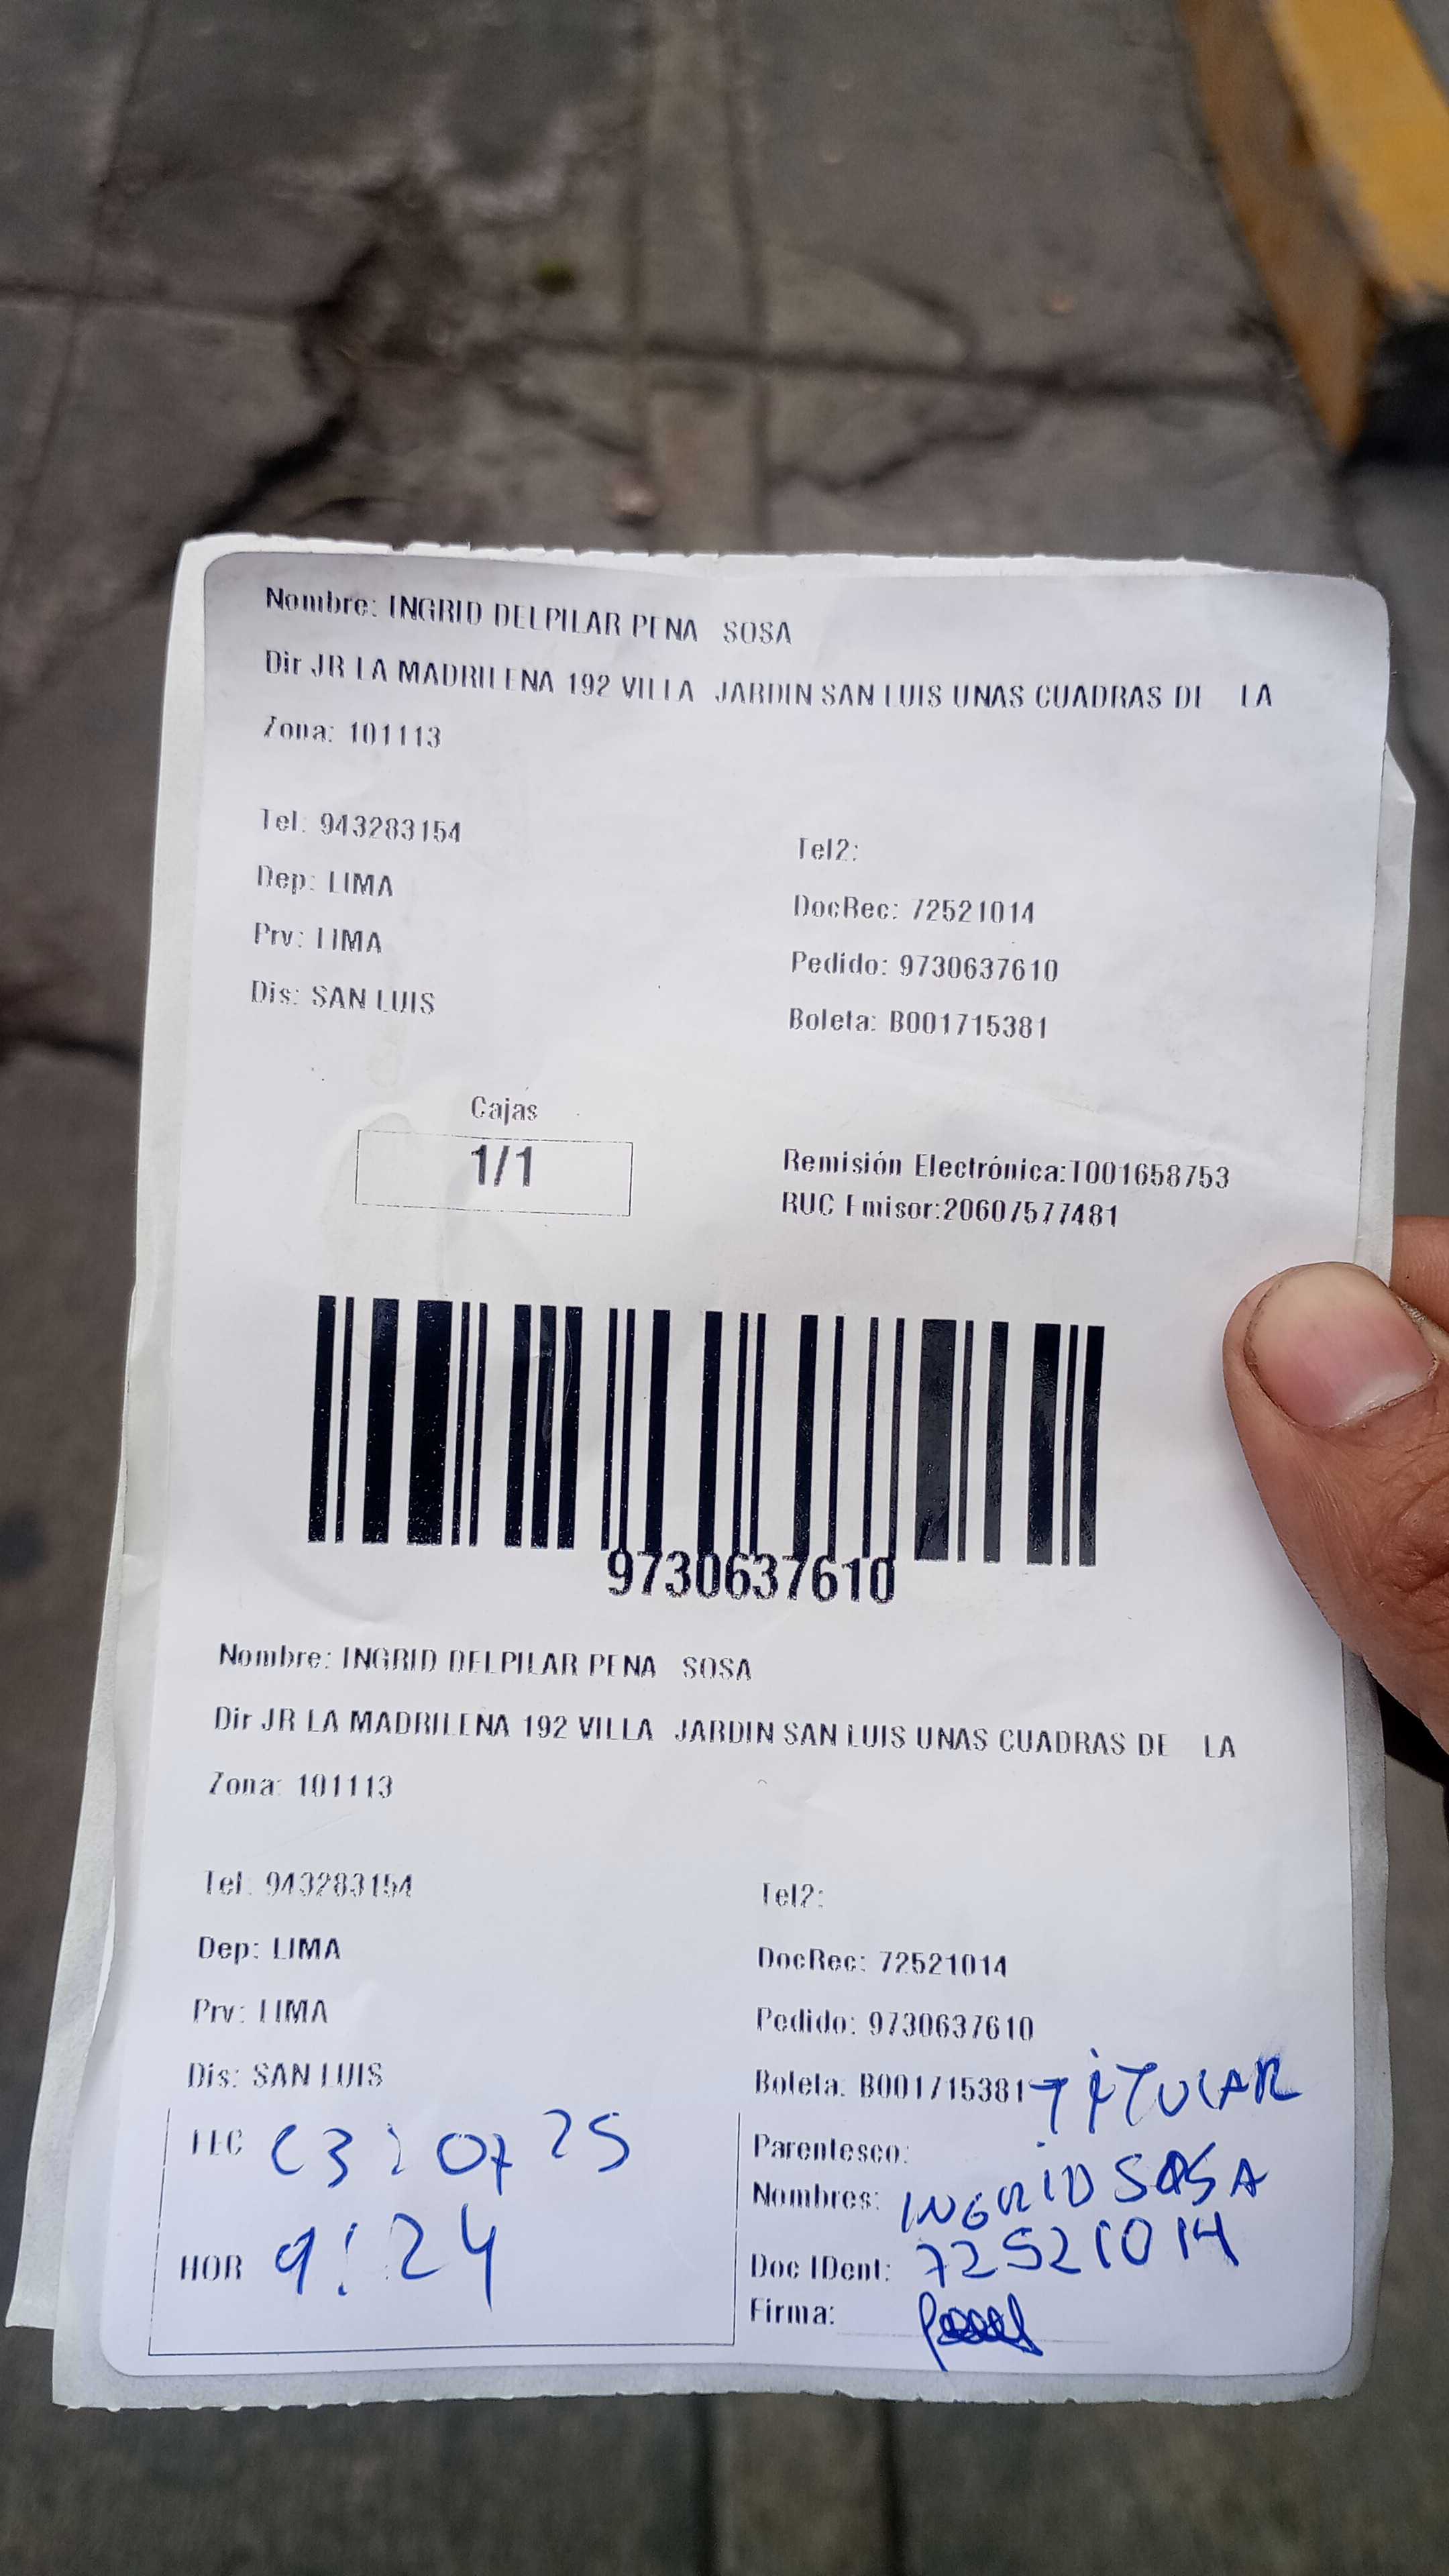 Nombre: INGRID DELPILAR PENA SOSA
Dir JR LA MADRILENA 192 VILLA JARDIN SAN LUIS UNAS CUADRAS DE LA
Zona: 101113
Tel: 943283154
Tel2:
Dep: LIMA
DocRec: 72521014
Prv: LIMA
Pedido: 9730637610
Dis: SAN LUIS
Boleta: B001715381
Cajas
1/1
Remisión Electrónica:T001658753
RUC Emisor:20607577481
9730637610
Nombre: INGRID DELPILAR PENA SOSA
Dir JR LA MADRILENA 192 VILLA JARDIN SAN LUIS UNAS CUADRAS DE LA
Zona: 101113
Tel: 943283154
Tel2:
Dep: LIMA
DocRec: 72521014
Prv: LIMA
Pedido: 9730637610
Dis: SAN LUIS
Boleta: B001715381
TITULAR
FEC 07 25
Parentesco:
Nombres: INGRID SOSA
HOR 9:24
Doc IDent: 72521014
Firma: